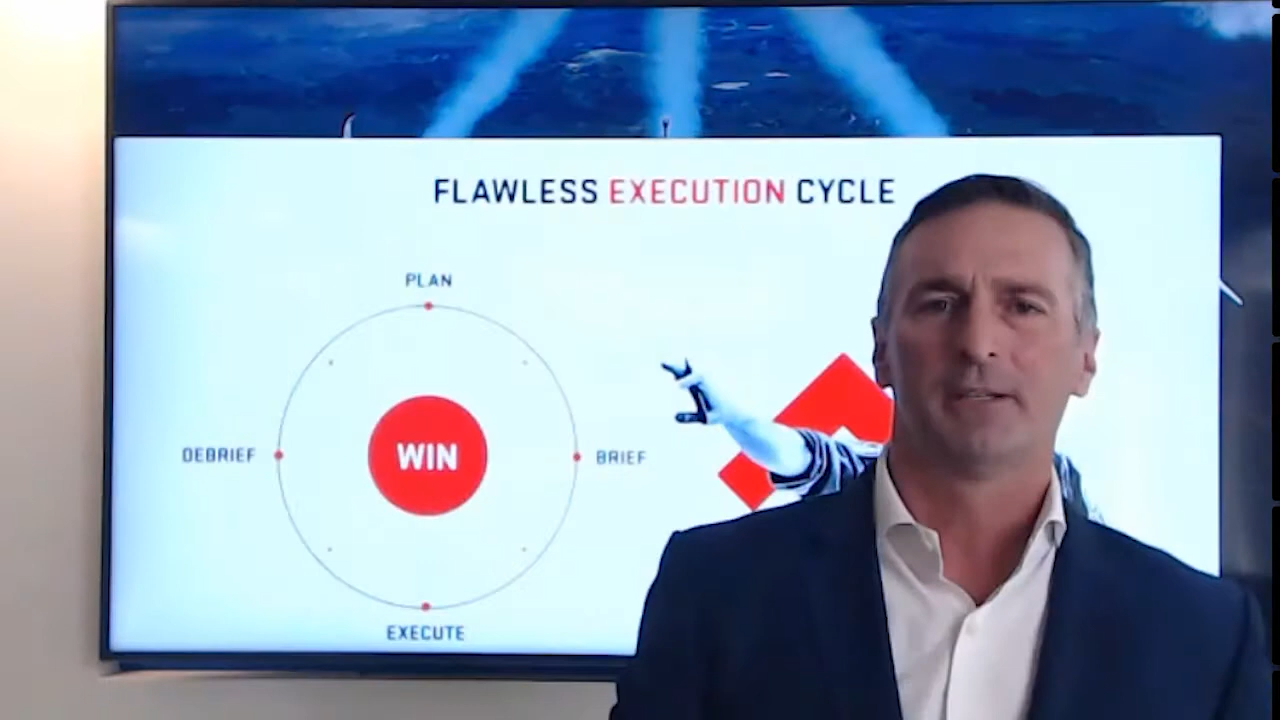 FLAWLESS EXECUTION CYCLE
PLAN
DEBRIEF
WIN
BRIEF
EXECUTE